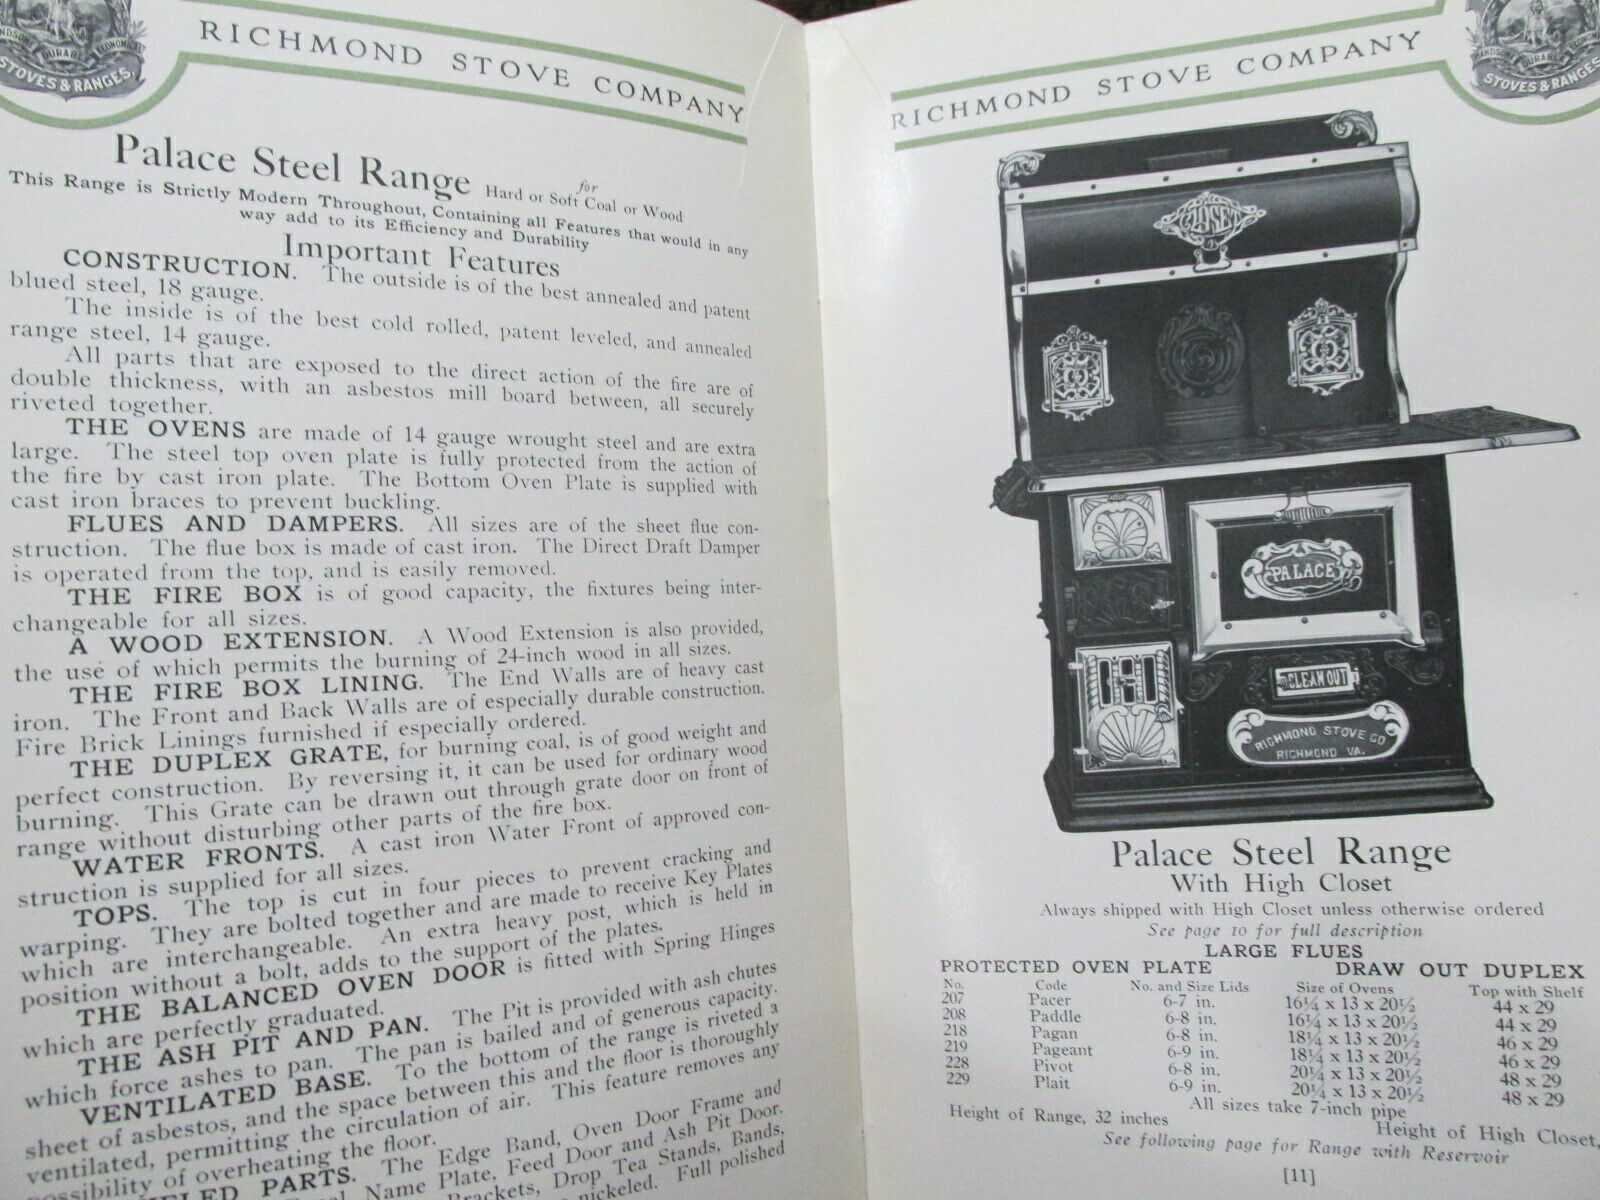 DURABLE
ECONOMICAL
STOVES & RANGES.
RICHMOND STOVE COMPANY
Palace Steel Range for Hard or Soft Coal or Wood
This Range is Strictly Modern Throughout, Containing all Features that would in any
way add to its Efficiency and Durability
Important Features
CONSTRUCTION. The outside is of the best annealed and patent
blued steel, 18 gauge.
The inside is of the best cold rolled, patent leveled, and annealed
range steel, 14 gauge.
All parts that are exposed to the direct action of the fire are of
double thickness, with an asbestos mill board between, all securely
riveted together.
THE OVENS are made of 14 gauge wrought steel and are extra
large. The steel top oven plate is fully protected from the action of
the fire by cast iron plate. The Bottom Oven Plate is supplied with
cast iron braces to prevent buckling.
FLUES AND DAMPERS. All sizes are of the sheet flue con-
struction. The flue box is made of cast iron. The Direct Draft Damper
is operated from the top, and is easily removed.
THE FIRE BOX is of good capacity, the fixtures being inter-
changeable for all sizes.
A WOOD EXTENSION. A Wood Extension is also provided,
the use of which permits the burning of 24-inch wood in all sizes.
THE FIRE BOX LINING. The End Walls are of heavy cast
iron. The Front and Back Walls are of especially durable construction.
Fire Brick Linings furnished if especially ordered.
THE DUPLEX GRATE, for burning coal, is of good weight and
perfect construction. By reversing it, it can be used for ordinary wood
burning. This Grate can be drawn out through grate door on front of
range without disturbing other parts of the fire box.
WATER FRONTS. A cast iron Water Front of approved con-
struction is supplied for all sizes.
TOPS. The top is cut in four pieces to prevent cracking and
warping. They are bolted together and are made to receive Key Plates
which are interchangeable. An extra heavy post, which is held in
position without a bolt, adds to the support of the plates.
THE BALANCED OVEN DOOR is fitted with Spring Hinges
which are perfectly graduated.
THE ASH PIT AND PAN. The Pit is provided with ash chutes
which force ashes to pan. The pan is bailed and of generous capacity.
VENTILATED BASE. To the bottom of the range is riveted a
sheet of asbestos, and the space between this and the floor is thoroughly
ventilated, permitting the circulation of air. This feature removes any
possibility of overheating the floor.
PARTS. The Edge Band, Oven Door Frame and
Name Plate, Feed Door and Ash Pit Door.
Brackets, Drop Tea Stands, Bands,
nickeled. Full polished
RICHMOND STOVE COMPANY
DURABLE
STOVES & RANGES.
CLOSET
PALACE
CLEAN OUT
RICHMOND STOVE CO
RICHMOND VA.
Palace Steel Range
With High Closet
Always shipped with High Closet unless otherwise ordered
See page 10 for full description
LARGE FLUES
PROTECTED OVEN PLATE DRAW OUT DUPLEX
No. Code No. and Size Lids Size of Ovens Top with Shelf
207 Pacer 6-7 in. 16¼ x 13 x 20½ 44 x 29
208 Paddle 6-8 in. 16¼ x 13 x 20½ 44 x 29
218 Pagan 6-8 in. 18¼ x 13 x 20½ 46 x 29
219 Pageant 6-9 in. 18¼ x 13 x 20½ 46 x 29
228 Pivot 6-8 in. 20¼ x 13 x 20½ 48 x 29
229 Plait 6-9 in. 20¼ x 13 x 20½ 48 x 29
All sizes take 7-inch pipe
Height of Range, 32 inches Height of High Closet,
See following page for Range with Reservoir
[11]